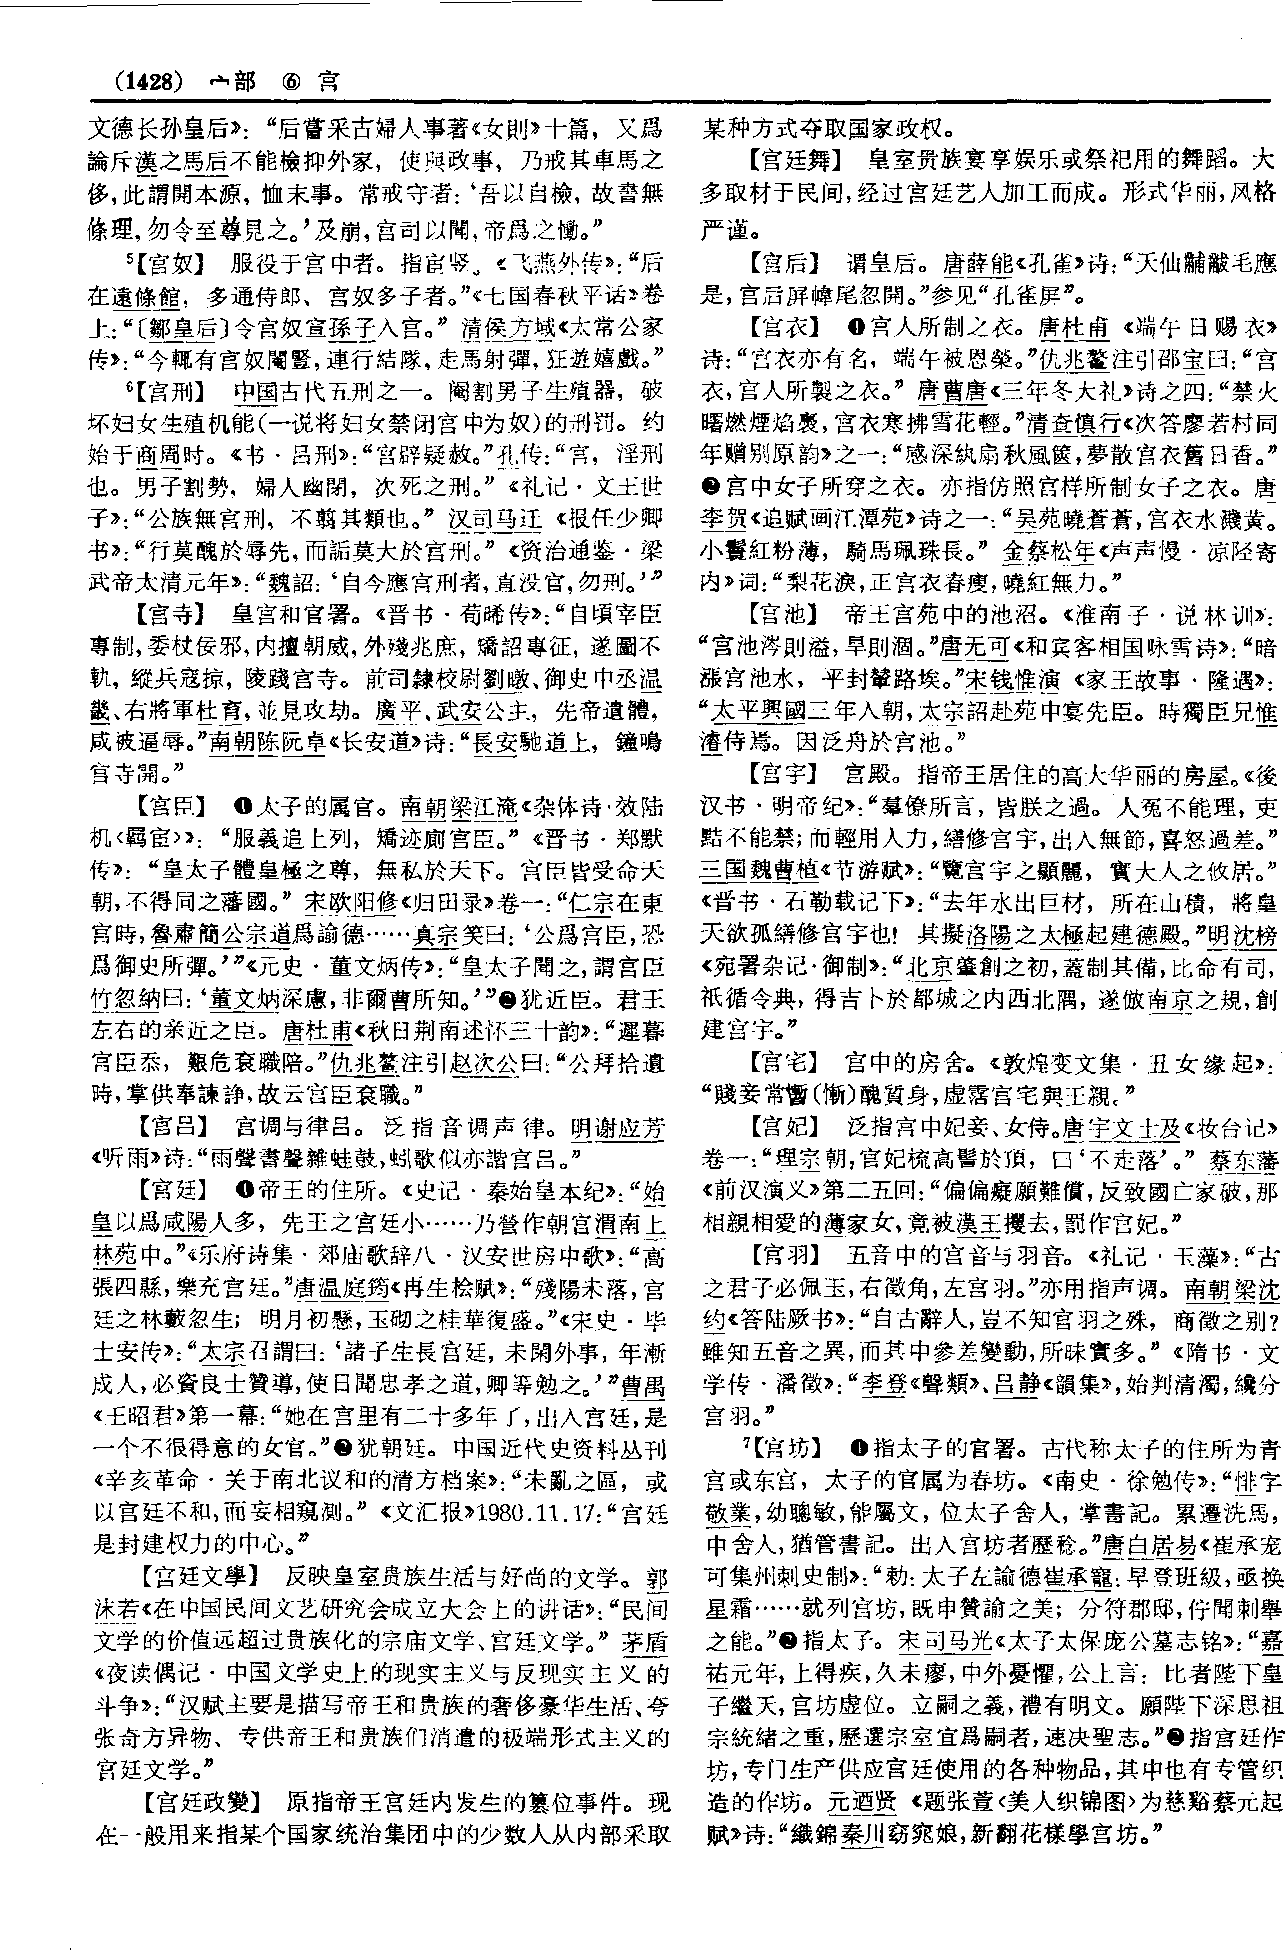 (1428) 宀部 ⑥ 宫
文德长孙皇后》：“后嘗采古婦人事著《女則》十篇，又爲
論斥漢之馬后不能檢抑外家，使與政事，乃戒其車馬之
侈，此謂開本源，恤末事。常戒守者：‘吾以自檢，故書無
條理，勿令至尊見之。’及崩，宫司以聞，帝爲之慟。”
⁵【宫奴】 服役于宫中者。指宦竖。《飞燕外传》：“后
在遠條館，多通侍郎、宫奴多子者。”《七国春秋平话》卷
上：“〔鄒皇后〕令宫奴宣孫子入宫。” 清侯方域《太常公家
传》：“今輒有宫奴閹豎，連行結隊，走馬射彈，狂遊嬉戲。”
⁶【宫刑】 中国古代五刑之一。阉割男子生殖器，破
坏妇女生殖机能(一说将妇女禁闭宫中为奴)的刑罚。约
始于商周时。《书·吕刑》：“宫辟疑赦。”孔传：“宫，淫刑
也。男子割勢，婦人幽閉，次死之刑。”《礼记·文王世
子》：“公族無宫刑，不翦其類也。” 汉司马迁《报任少卿
书》：“行莫醜於辱先，而詬莫大於宫刑。”《资治通鉴·梁
武帝太清元年》：“魏詔：‘自今應宫刑者，直没官，勿刑。’”
【宫寺】 皇宫和官署。《晋书·荀晞传》：“自頃宰臣
專制，委杖佞邪，内擅朝威，外殘兆庶，矯詔專征，遂圖不
軌，縱兵寇掠，陵踐宫寺。前司隸校尉劉暾、御史中丞温
畿、右將軍杜育，並見攻劫。廣平、武安公主，先帝遺體，
咸被逼辱。”南朝陈阮卓《长安道》诗：“長安馳道上，鐘鳴
宫寺開。”
【宫臣】 ❶太子的属官。南朝梁江淹《杂体诗·效陆
机〈羁宦〉》：“服義追上列，矯迹廁宫臣。”《晋书·郑默
传》：“皇太子體皇極之尊，無私於天下。宫臣皆受命天
朝，不得同之藩國。” 宋欧阳修《归田录》卷一：“仁宗在東
宫時，魯肅簡公宗道爲諭德……真宗笑曰：‘公爲宫臣，恐
爲御史所彈。’”《元史·董文炳传》：“皇太子聞之，謂宫臣
竹忽納曰：‘董文炳深慮，非爾曹所知。’”❷犹近臣。君王
左右的亲近之臣。唐杜甫《秋日荆南述怀三十韵》：“遲暮
宫臣忝，艱危衮職陪。”仇兆鳌注引赵次公曰：“公拜拾遺
時，掌供奉諫諍，故云宫臣衮職。”
【宫吕】 宫调与律吕。泛指音调声律。明谢应芳
《听雨》诗：“雨聲書聲雜蛙鼓，蚓歌似亦諧宫吕。”
【宫廷】 ❶帝王的住所。《史记·秦始皇本纪》：“始
皇以爲咸陽人多，先王之宫廷小……乃營作朝宫渭南上
林苑中。”《乐府诗集·郊庙歌辞八·汉安世房中歌》：“高
張四縣，樂充宫廷。”唐温庭筠《再生桧赋》：“殘陽未落，宫
廷之林藪忽生；明月初懸，玉砌之桂華復盛。”《宋史·毕
士安传》：“太宗召謂曰：‘諸子生長宫廷，未閑外事，年漸
成人，必資良士贊導，使日聞忠孝之道，卿等勉之。’”曹禺
《王昭君》第一幕：“她在宫里有二十多年了，出入宫廷，是
一个不很得意的女官。”❷犹朝廷。中国近代史资料丛刊
《辛亥革命·关于南北议和的清方档案》：“未亂之區，或
以宫廷不和，而妄相窺測。”《文汇报》1980.11.17：“宫廷
是封建权力的中心。”
【宫廷文學】 反映皇室贵族生活与好尚的文学。郭
沫若《在中国民间文艺研究会成立大会上的讲话》：“民间
文学的价值远超过贵族化的宗庙文学、宫廷文学。” 茅盾
《夜读偶记·中国文学史上的现实主义与反现实主义的
斗争》：“汉赋主要是描写帝王和贵族的奢侈豪华生活、夸
张奇方异物、专供帝王和贵族们消遣的极端形式主义的
宫廷文学。”
【宫廷政變】 原指帝王宫廷内发生的篡位事件。现
在一般用来指某个国家统治集团中的少数人从内部采取
某种方式夺取国家政权。
【宫廷舞】 皇室贵族宴享娱乐或祭祀用的舞蹈。大
多取材于民间，经过宫廷艺人加工而成。形式华丽，风格
严谨。
【宫后】 谓皇后。唐薛能《孔雀》诗：“天仙黼黻毛應
是，宫后屏幃尾忽開。”参见“孔雀屏”。
【宫衣】 ❶宫人所制之衣。唐杜甫《端午日赐衣》
诗：“宫衣亦有名，端午被恩榮。”仇兆鳌注引邵宝曰：“宫
衣，宫人所製之衣。” 唐曹唐《三年冬大礼》诗之四：“禁火
曙燃煙焰裊，宫衣寒拂雪花輕。”清查慎行《次答廖若村同
年赠别原韵》之一：“感深紈扇秋風篋，夢散宫衣舊日香。”
❷宫中女子所穿之衣。亦指仿照宫样所制女子之衣。唐
李贺《追赋画江潭苑》诗之一：“吴苑曉蒼蒼，宫衣水濺黄。
小鬟紅粉薄，騎馬珮珠長。” 金蔡松年《声声慢·凉陉寄
内》词：“梨花淚，正宫衣春瘦，曉紅無力。”
【宫池】 帝王宫苑中的池沼。《淮南子·说林训》：
“宫池涔則溢，旱則涸。”唐无可《和宾客相国咏雪诗》：“暗
漲宫池水，平封輦路埃。”宋钱惟演《家王故事·隆遇》：
“太平興國三年入朝，太宗詔赴苑中宴先臣。時獨臣兄惟
濬侍焉。因泛舟於宫池。”
【宫宇】 宫殿。指帝王居住的高大华丽的房屋。《後
汉书·明帝纪》：“羣僚所言，皆朕之過。人冤不能理，吏
黠不能禁；而輕用人力，繕修宫宇，出入無節，喜怒過差。”
三国魏曹植《节游赋》：“覽宫宇之顯麗，實大人之攸居。”
《晋书·石勒载记下》：“去年水出巨材，所在山積，將皇
天欲孤繕修宫宇也！其擬洛陽之太極起建德殿。”明沈榜
《宛署杂记·御制》：“北京肇創之初，蓋制其備，比命有司，
祇循令典，得吉卜於都城之内西北隅，遂倣南京之規，創
建宫宇。”
【宫宅】 宫中的房舍。《敦煌变文集·丑女缘起》：
“賤妾常慙(慚)醜質身，虚霑宫宅與王親。”
【宫妃】 泛指宫中妃妾、女侍。唐宇文士及《妆台记》
卷一：“理宗朝，宫妃梳高髻於頂，曰‘不走落’。” 蔡东藩
《前汉演义》第二五回：“偏偏癡願難償，反致國亡家破，那
相親相愛的薄家女，竟被漢王攫去，罰作宫妃。”
【宫羽】 五音中的宫音与羽音。《礼记·玉藻》：“古
之君子必佩玉，右徵角，左宫羽。”亦用指声调。南朝梁沈
约《答陆厥书》：“自古辭人，豈不知宫羽之殊，商徵之别？
雖知五音之異，而其中參差變動，所昧實多。”《隋书·文
学传·潘徽》：“李登《聲類》、吕静《韻集》，始判清濁，纔分
宫羽。”
⁷【宫坊】 ❶指太子的官署。古代称太子的住所为青
宫或东宫，太子的官属为春坊。《南史·徐勉传》：“悱字
敬業，幼聰敏，能屬文，位太子舍人，掌書記。累遷洗馬，
中舍人，猶管書記。出入宫坊者歷稔。”唐白居易《崔承宠
可集州刺史制》：“勅：太子左諭德崔承寵：早登班級，亟换
星霜……就列宫坊，既申贊諭之美；分符郡邸，佇聞刺舉
之能。”❷指太子。宋司马光《太子太保庞公墓志铭》：“嘉
祐元年，上得疾，久未瘳，中外憂懼，公上言：比者陛下皇
子繼天，宫坊虚位。立嗣之義，禮有明文。願陛下深思祖
宗統緒之重，歷選宗室宜爲嗣者，速决聖志。”❷指宫廷作
坊，专门生产供应宫廷使用的各种物品，其中也有专管织
造的作坊。元迺贤《题张萱〈美人织锦图〉为慈谿蔡元起
赋》诗：“織錦秦川窈窕娘，新翻花樣學宫坊。”